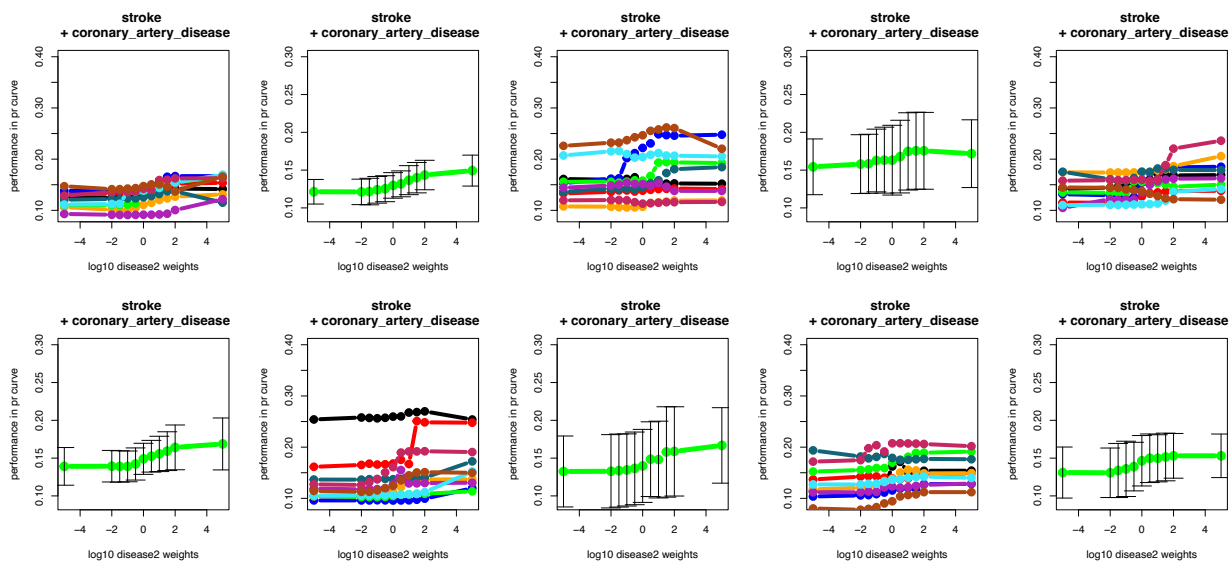 stroke
+ coronary_artery_disease
performance in pr curve
0.10 0.20 0.30 0.40
−4 −2 0 2 4
log10 disease2 weights
stroke
+ coronary_artery_disease
performance in pr curve
0.10 0.15 0.20 0.30
−4 −2 0 2 4
log10 disease2 weights
stroke
+ coronary_artery_disease
performance in pr curve
0.10 0.20 0.30 0.40
−4 −2 0 2 4
log10 disease2 weights
stroke
+ coronary_artery_disease
performance in pr curve
0.10 0.15 0.20 0.30
−4 −2 0 2 4
log10 disease2 weights
stroke
+ coronary_artery_disease
performance in pr curve
0.10 0.20 0.30 0.40
−4 −2 0 2 4
log10 disease2 weights
stroke
+ coronary_artery_disease
performance in pr curve
0.10 0.15 0.20 0.30
−4 −2 0 2 4
log10 disease2 weights
stroke
+ coronary_artery_disease
performance in pr curve
0.10 0.20 0.30 0.40
−4 −2 0 2 4
log10 disease2 weights
stroke
+ coronary_artery_disease
performance in pr curve
0.10 0.15 0.20 0.30
−4 −2 0 2 4
log10 disease2 weights
stroke
+ coronary_artery_disease
performance in pr curve
0.10 0.20 0.30 0.40
−4 −2 0 2 4
log10 disease2 weights
stroke
+ coronary_artery_disease
performance in pr curve
0.10 0.15 0.20 0.30
−4 −2 0 2 4
log10 disease2 weights